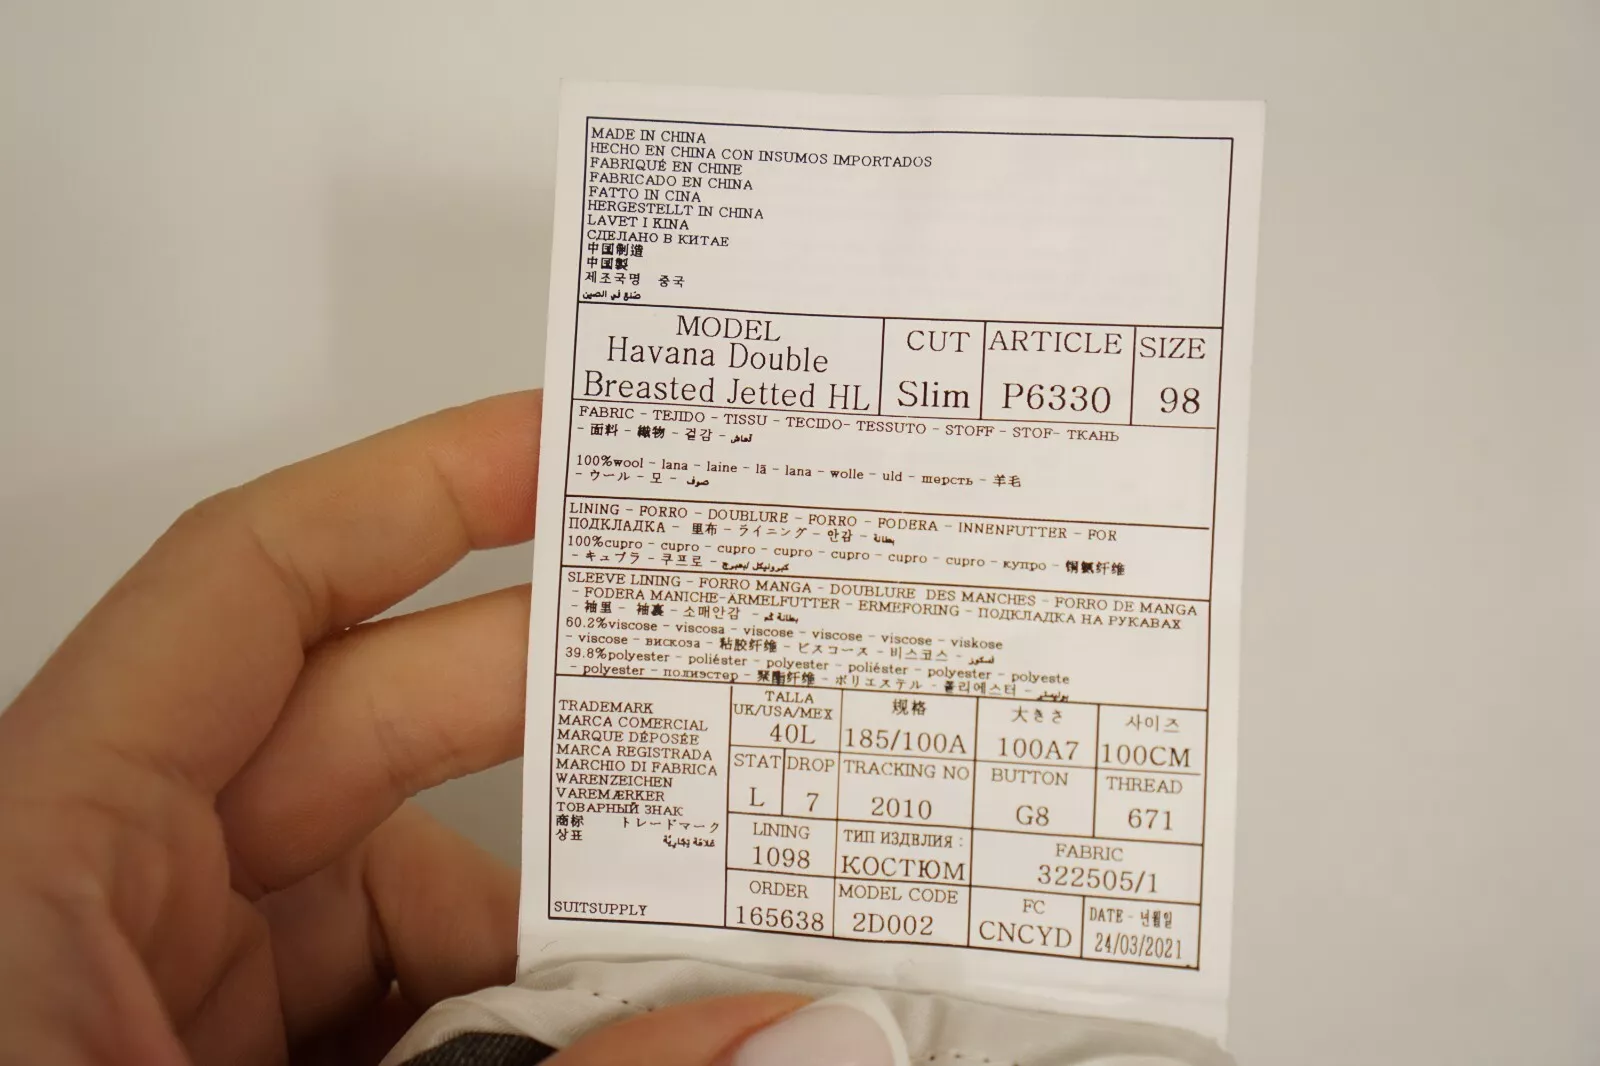 MADE IN CHINA
HECHO EN CHINA CON INSUMOS IMPORTADOS
FABRIQUÉ EN CHINE
FABRICADO EN CHINA
FATTO IN CINA
HERGESTELLT IN CHINA
LAVET I KINA
СДЕЛАНО В КИТАЕ
中国制造
中国製
제조국명 중국
صنع في الصين
MODEL
Havana Double
Breasted Jetted HL
CUT
Slim
ARTICLE
P6330
SIZE
98
FABRIC - TEJIDO - TISSU - TECIDO- TESSUTO - STOFF - STOF- ТКАНЬ
- 面料 - 織物 - 겉감 - قماش
100%wool - lana - laine - lã - lana - wolle - uld - шерсть - 羊毛
- ウール - 모 - صوف
LINING - FORRO - DOUBLURE - FORRO - FODERA - INNENFUTTER - FOR
ПОДКЛАДКА - 里布 - ライニング - 안감 - بطانة
100%cupro - cupro - cupro - cupro - cupro - cupro - cupro - купро - 铜氨纤维
- キュプラ - 쿠프로 -
SLEEVE LINING - FORRO MANGA - DOUBLURE DES MANCHES - FORRO DE MANGA
- FODERA MANICHE-ARMELFUTTER - ERMEFORING - ПОДКЛАДКА НА РУКАВАХ
- 袖里 - 袖裏 - 소매안감 - بطانة كم
60.2%viscose - viscosa - viscose - viscose - viscose - viskose
- viscose - вискоза - 粘胶纤维 - ビスコース - 비스코스 -
39.8%polyester - poliéster - polyester - poliéster - polyester - polyeste
- polyester - полиэстер - 聚酯纤维 - ポリエステル - 폴리에스터 -
TRADEMARK
MARCA COMERCIAL
MARQUE DÉPOSÉE
MARCA REGISTRADA
MARCHIO DI FABRICA
WARENZEICHEN
VAREMÆRKER
ТОВАРНЫЙ ЗНАК
商标 トレードマーク
상표 علامة تجارية
SUITSUPPLY
TALLA
UK/USA/MEX
40L
规格
185/100A
大きさ
100A7
사이즈
100CM
STAT
L
DROP
7
TRACKING NO
2010
BUTTON
G8
THREAD
671
LINING
1098
ТИП ИЗДЕЛИЯ :
КОСТЮМ
FABRIC
322505/1
ORDER
165638
MODEL CODE
2D002
FC
CNCYD
DATE - 년월일
24/03/2021